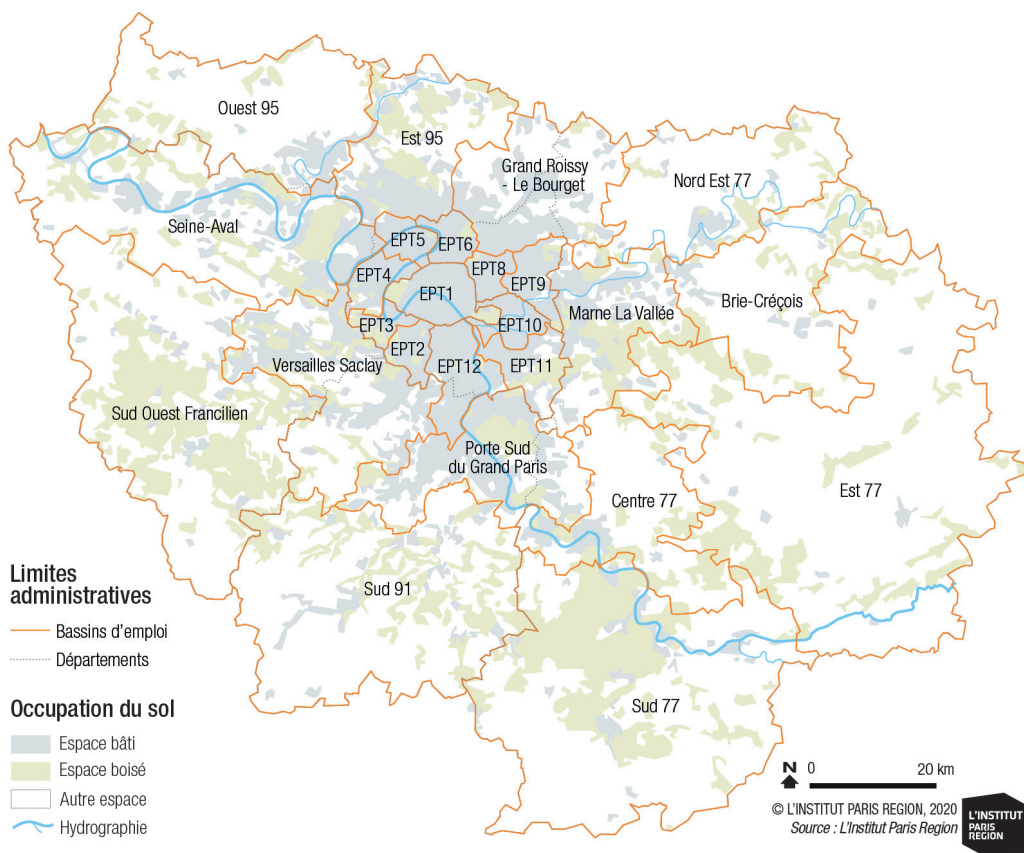 Ouest 95
Est 95
Grand Roissy
- Le Bourget
Nord Est 77
Seine-Aval
EPT5
EPT6
EPT4
EPT8
EPT9
EPT1
Brie-Créçois
Marne La Vallée
EPT3
EPT10
EPT2
Versailles Saclay
EPT12
EPT11
Sud Ouest Francilien
Porte Sud
du Grand Paris
Est 77
Centre 77
Sud 91
Sud 77
Limites
administratives
Bassins d'emploi
Départements
Occupation du sol
Espace bâti
Espace boisé
Autre espace
Hydrographie
N 0 20 km
© L'INSTITUT PARIS REGION, 2020
Source : L'Institut Paris Region
L'INSTITUT
PARIS
REGION